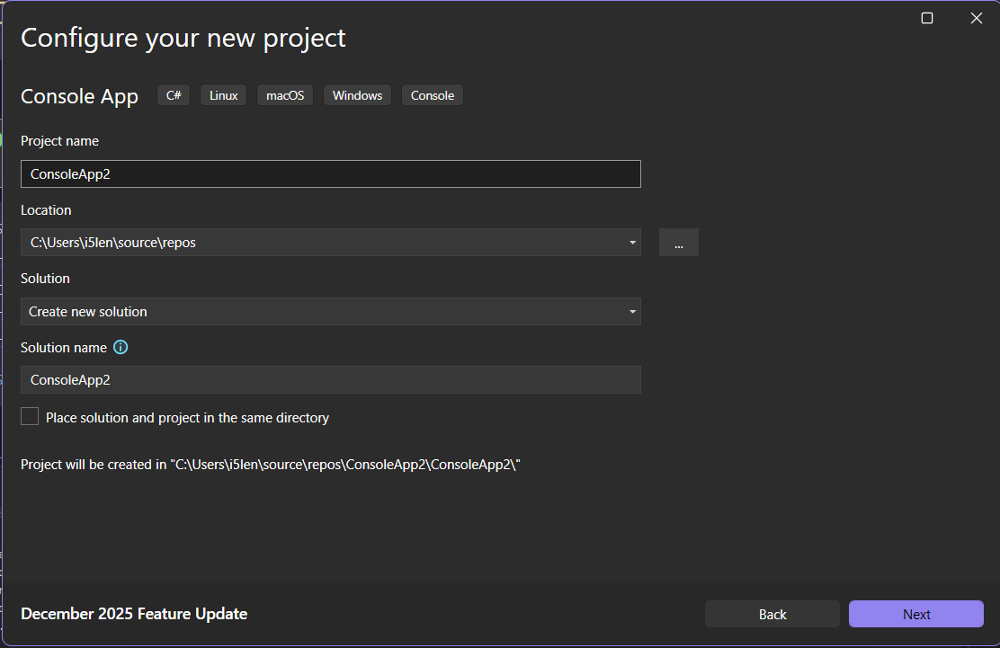 Configure your new project
Console App C# Linux macOS Windows Console
Project name
ConsoleApp2
Location
C:\Users\i5len\source\repos
...
Solution
Create new solution
Solution name
ConsoleApp2
Place solution and project in the same directory
Project will be created in "C:\Users\i5len\source\repos\ConsoleApp2\ConsoleApp2\"
December 2025 Feature Update
Back
Next